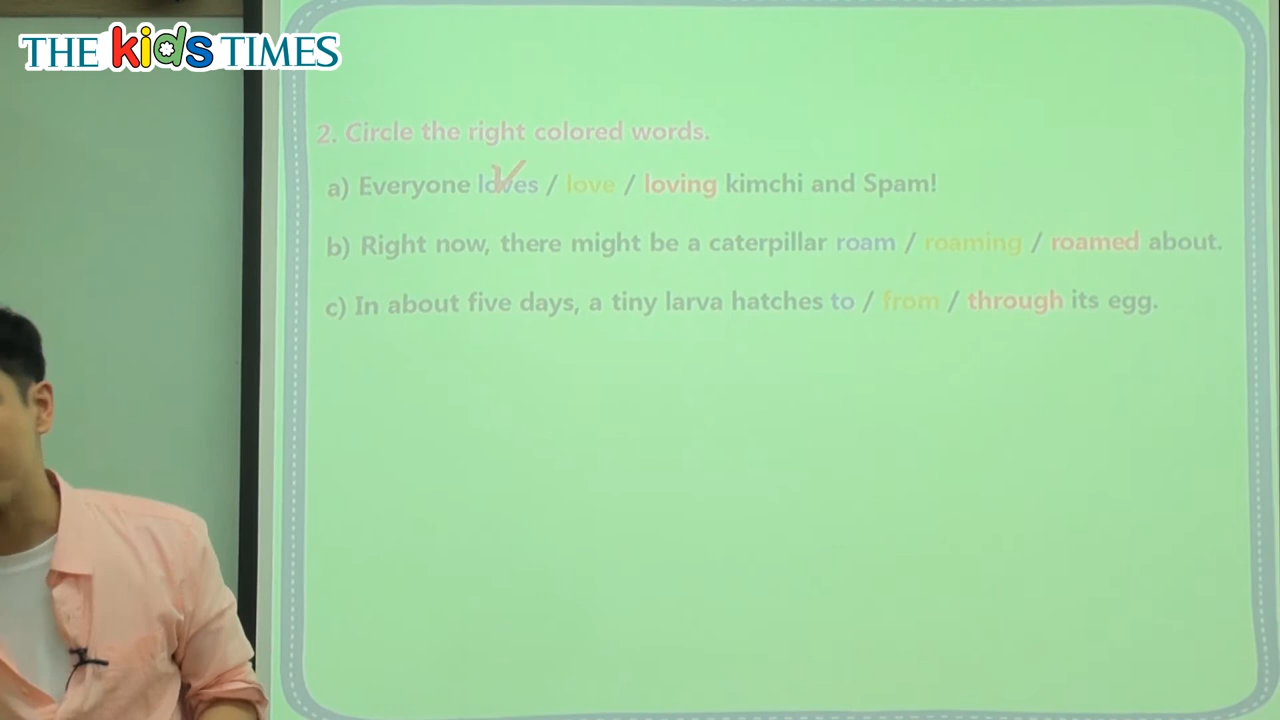 THE kids TIMES
2. Circle the right colored words.
a) Everyone loves / love / loving kimchi and Spam!
b) Right now, there might be a caterpillar roam / roaming / roamed about.
c) In about five days, a tiny larva hatches to / from / through its egg.